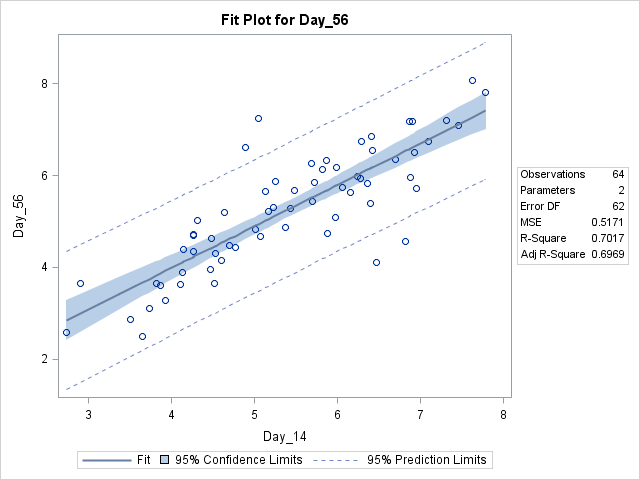 Fit Plot for Day_56
Day_56
8
6
4
2
3 4 5 6 7 8
Day_14
Fit 95% Confidence Limits 95% Prediction Limits
Observations 64
Parameters 2
Error DF 62
MSE 0.5171
R-Square 0.7017
Adj R-Square 0.6969